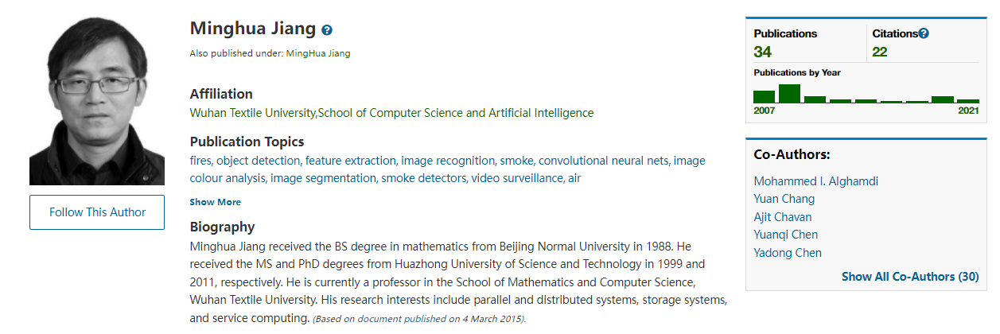 Minghua Jiang
Also published under: MingHua Jiang
Affiliation
Wuhan Textile University,School of Computer Science and Artificial Intelligence
Publication Topics
fires, object detection, feature extraction, image recognition, smoke, convolutional neural nets, image
colour analysis, image segmentation, smoke detectors, video surveillance, air
Show More
Biography
Minghua Jiang received the BS degree in mathematics from Beijing Normal University in 1988. He
received the MS and PhD degrees from Huazhong University of Science and Technology in 1999 and
2011, respectively. He is currently a professor in the School of Mathematics and Computer Science,
Wuhan Textile University. His research interests include parallel and distributed systems, storage systems,
and service computing. (Based on document published on 4 March 2015).
Follow This Author
Publications
34
Citations
22
Publications by Year
2007 2021
Co-Authors:
Mohammed I. Alghamdi
Yuan Chang
Ajit Chavan
Yuanqi Chen
Yadong Chen
Show All Co-Authors (30)